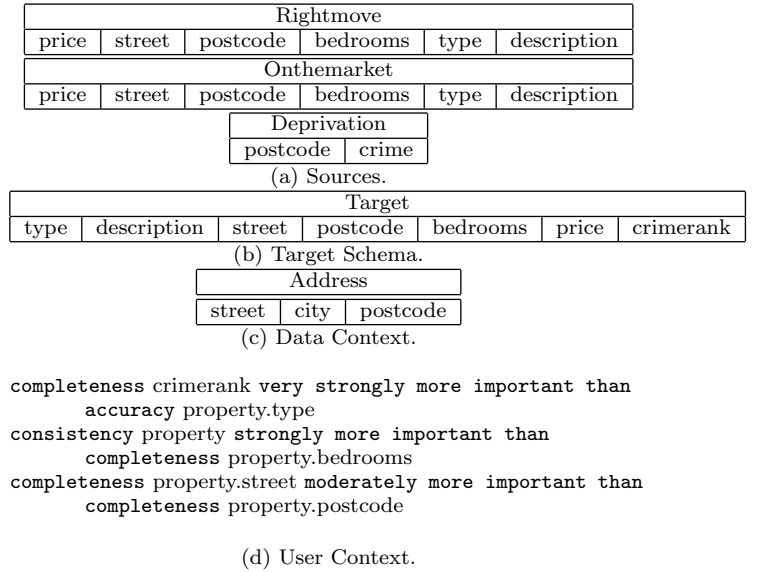 Rightmove
price street postcode bedrooms type description
Onthemarket
price street postcode bedrooms type description
Deprivation
postcode crime
(a) Sources.
Target
type description street postcode bedrooms price crimerank
(b) Target Schema.
Address
street city postcode
(c) Data Context.
completeness crimerank very strongly more important than
accuracy property.type
consistency property strongly more important than
completeness property.bedrooms
completeness property.street moderately more important than
completeness property.postcode
(d) User Context.